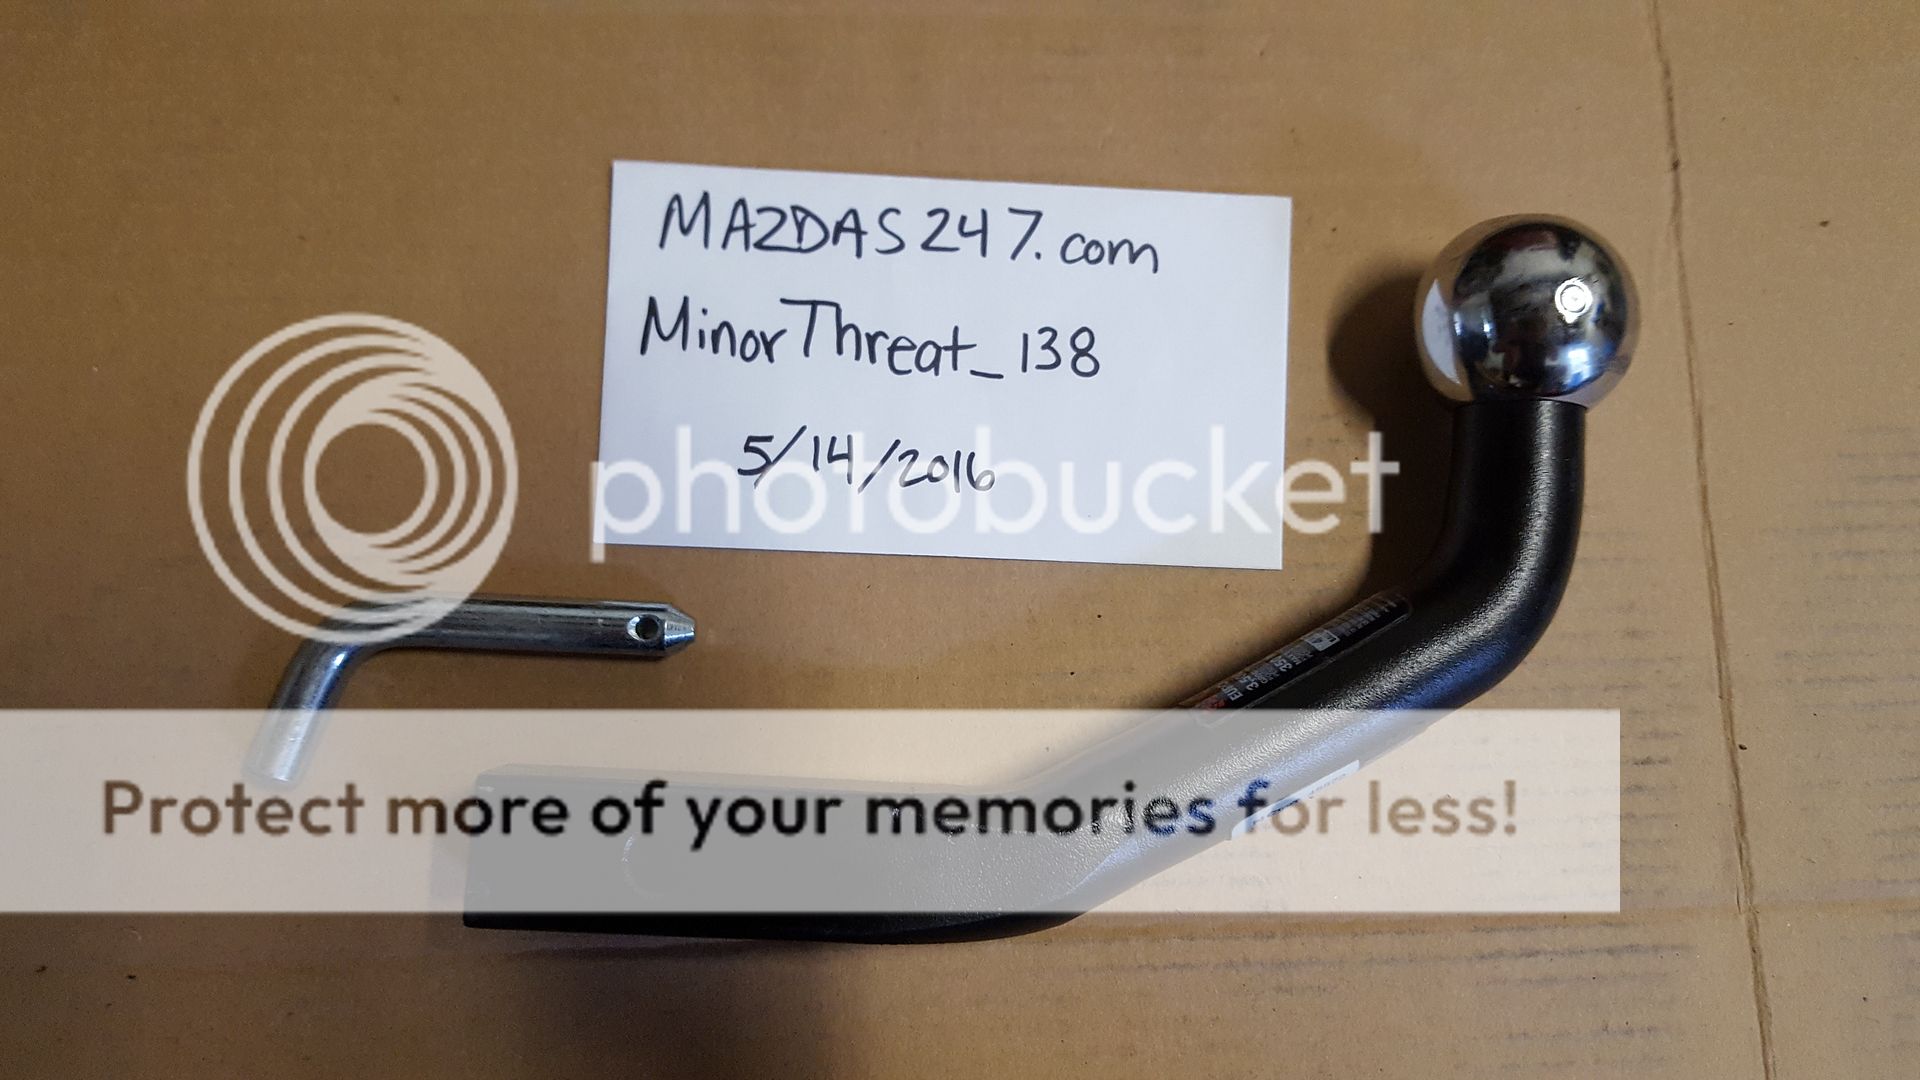 MAZDAS247.com
MinorThreat_138
5/14/2016
photobucket
Protect more of your memories for less!